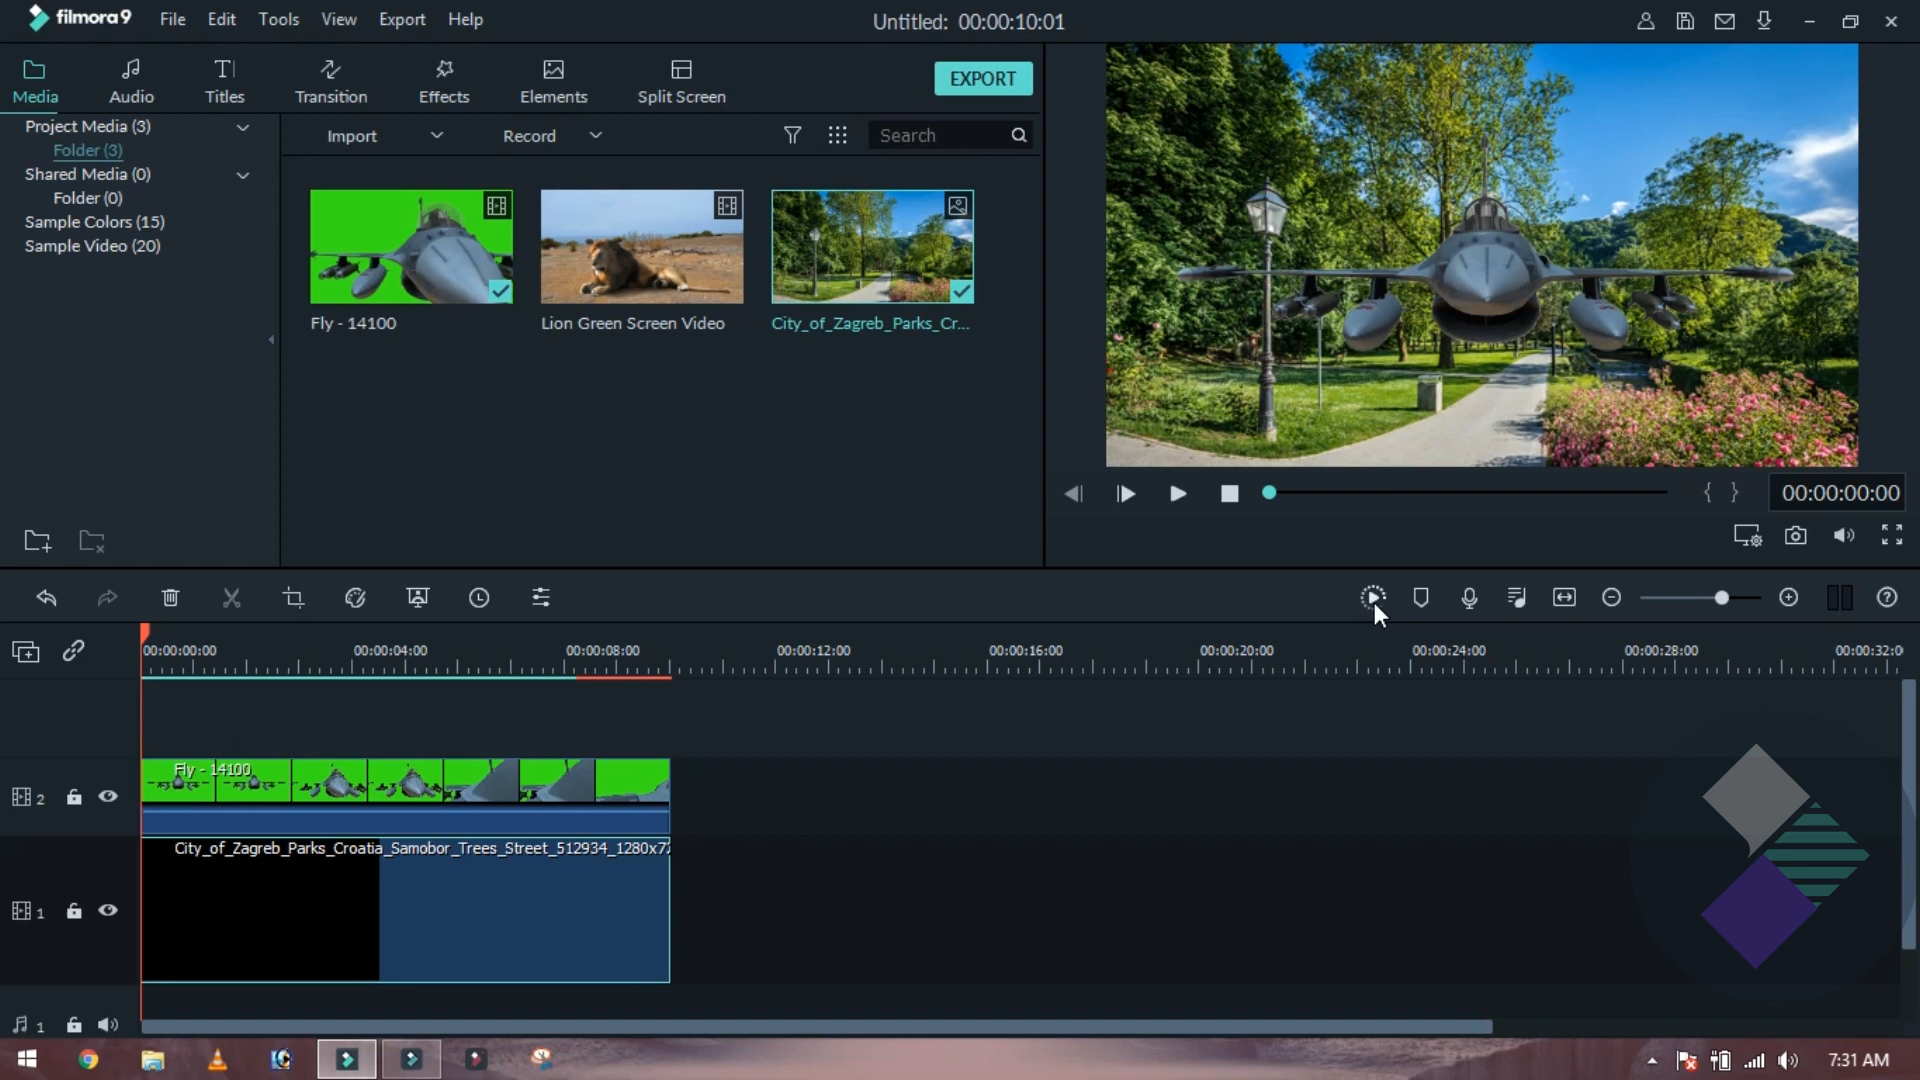 filmora9 File Edit Tools View Export Help Untitled: 00:00:10:01
Media Audio Titles Transition Effects Elements Split Screen EXPORT
Project Media (3) Import Record Search
Folder (3)
Shared Media (0)
Folder (0)
Sample Colors (15)
Sample Video (20)
Fly - 14100 Lion Green Screen Video City_of_Zagreb_Parks_Cr...
{ } 00:00:00:00
00:00:00:00 00:00:04:00 00:00:08:00 00:00:12:00 00:00:16:00 00:00:20:00 00:00:24:00 00:00:28:00 00:00:32:0
Fly - 14100
2
City_of_Zagreb_Parks_Croatia_Samobor_Trees_Street_512934_1280x7
1
1
7:31 AM